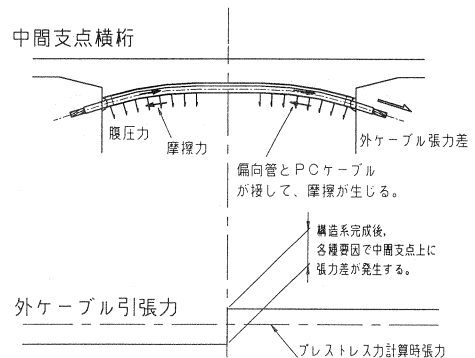 中間支点横桁
腹圧力
摩擦力
外ケーブル張力差
偏向管とPCケーブル
が接して、摩擦が生じる。
構造系完成後,
各種要因で中間支点上に
張力差が発生する。
外ケーブル引張力
プレストレス力計算時張力